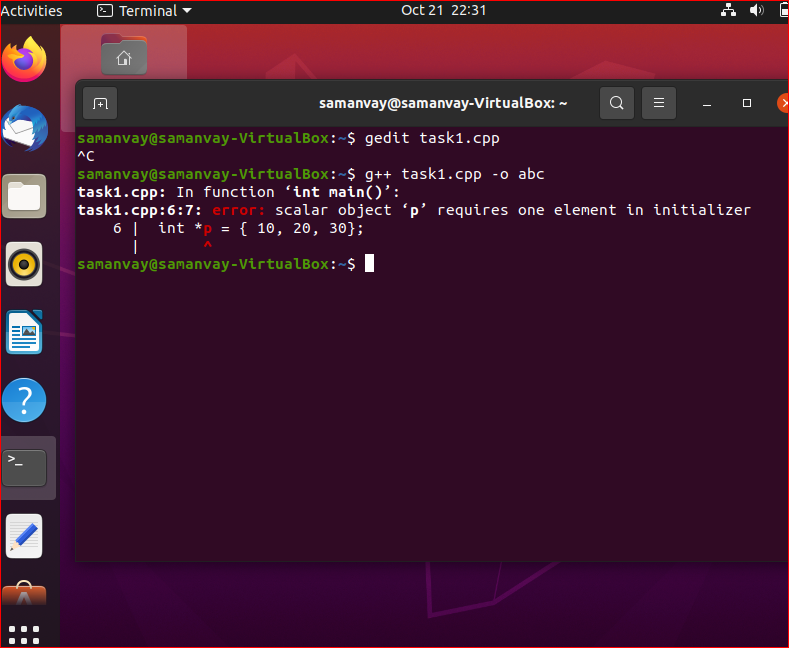 Activities
Terminal
Oct 21 22:31
samanvay@samanvay-VirtualBox: ~
samanvay@samanvay-VirtualBox:~$ gedit task1.cpp
^C
samanvay@samanvay-VirtualBox:~$ g++ task1.cpp -o abc
task1.cpp: In function ‘int main()’:
task1.cpp:6:7: error: scalar object ‘p’ requires one element in initializer
    6 |  int *p = { 10, 20, 30};
      |       ^
samanvay@samanvay-VirtualBox:~$